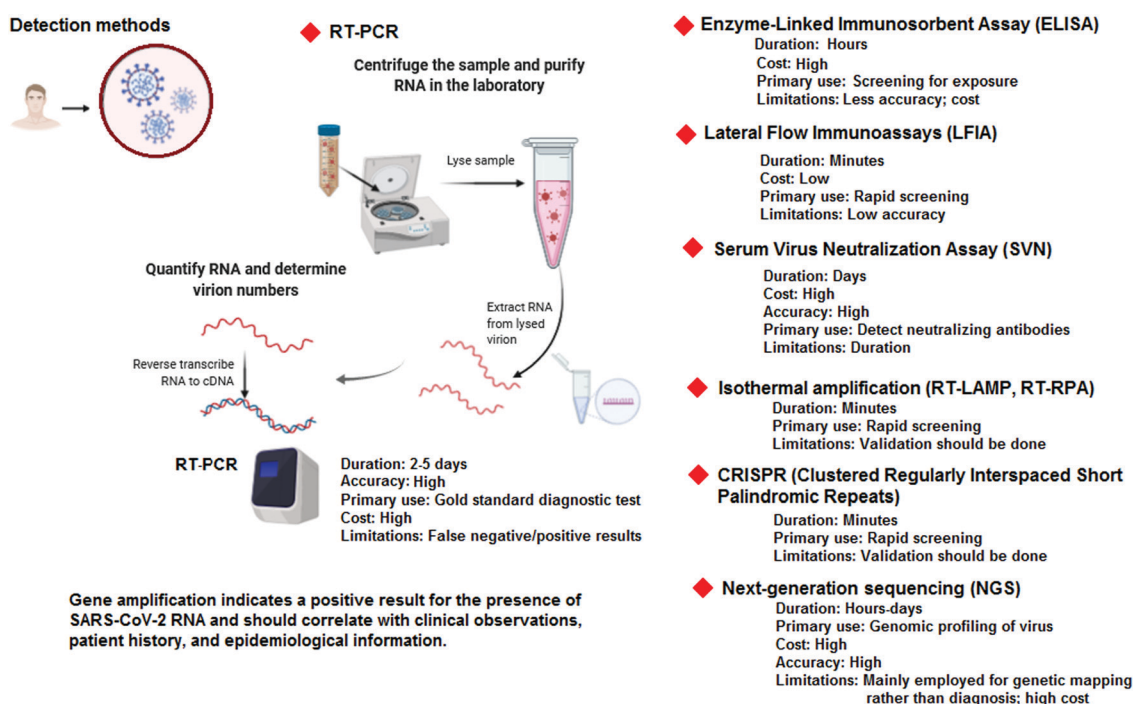 Detection methods
RT-PCR
Centrifuge the sample and purify
RNA in the laboratory
Lyse sample
Quantify RNA and determine
virion numbers
Extract RNA
from lysed
virion
Reverse transcribe
RNA to cDNA
RT-PCR
Duration: 2-5 days
Accuracy: High
Primary use: Gold standard diagnostic test
Cost: High
Limitations: False negative/positive results
Gene amplification indicates a positive result for the presence of
SARS-CoV-2 RNA and should correlate with clinical observations,
patient history, and epidemiological information.
Enzyme-Linked Immunosorbent Assay (ELISA)
Duration: Hours
Cost: High
Primary use: Screening for exposure
Limitations: Less accuracy; cost
Lateral Flow Immunoassays (LFIA)
Duration: Minutes
Cost: Low
Primary use: Rapid screening
Limitations: Low accuracy
Serum Virus Neutralization Assay (SVN)
Duration: Days
Cost: High
Accuracy: High
Primary use: Detect neutralizing antibodies
Limitations: Duration
Isothermal amplification (RT-LAMP, RT-RPA)
Duration: Minutes
Primary use: Rapid screening
Limitations: Validation should be done
CRISPR (Clustered Regularly Interspaced Short
Palindromic Repeats)
Duration: Minutes
Primary use: Rapid screening
Limitations: Validation should be done
Next-generation sequencing (NGS)
Duration: Hours-days
Primary use: Genomic profiling of virus
Cost: High
Accuracy: High
Limitations: Mainly employed for genetic mapping
rather than diagnosis; high cost